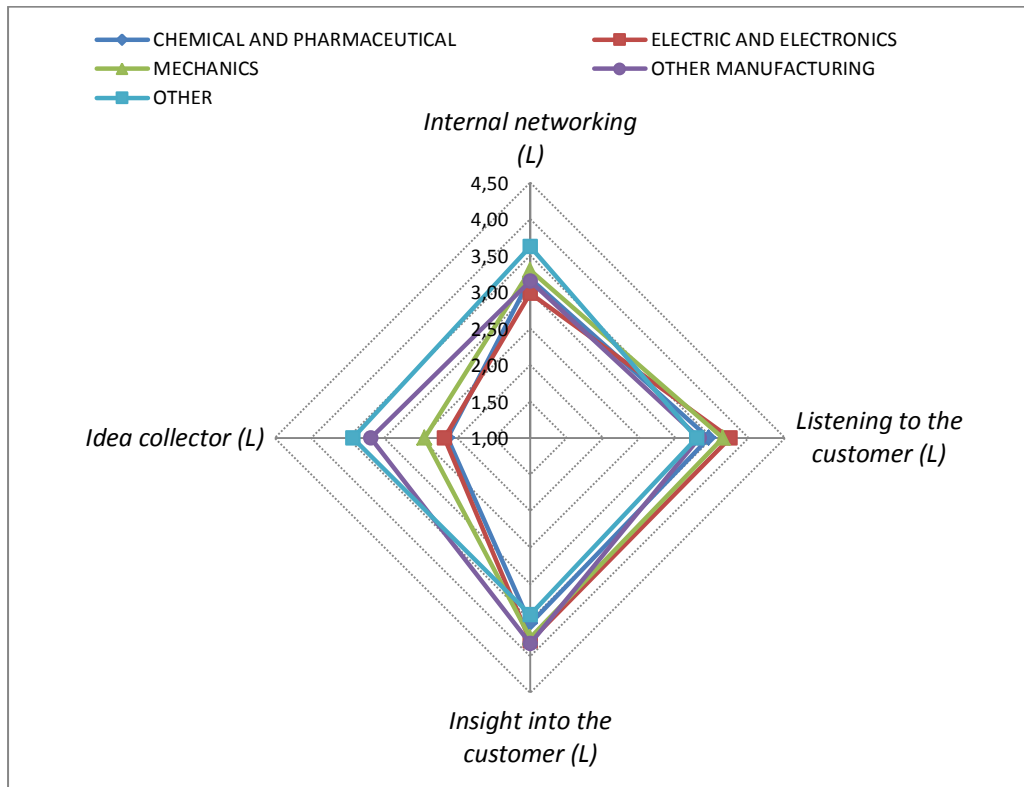 CHEMICAL AND PHARMACEUTICAL
ELECTRIC AND ELECTRONICS
MECHANICS
OTHER MANUFACTURING
OTHER
Internal networking
(L)
4,50
4,00
3,50
3,00
2,50
2,00
1,50
1,00
Idea collector (L)
Listening to the
customer (L)
Insight into the
customer (L)